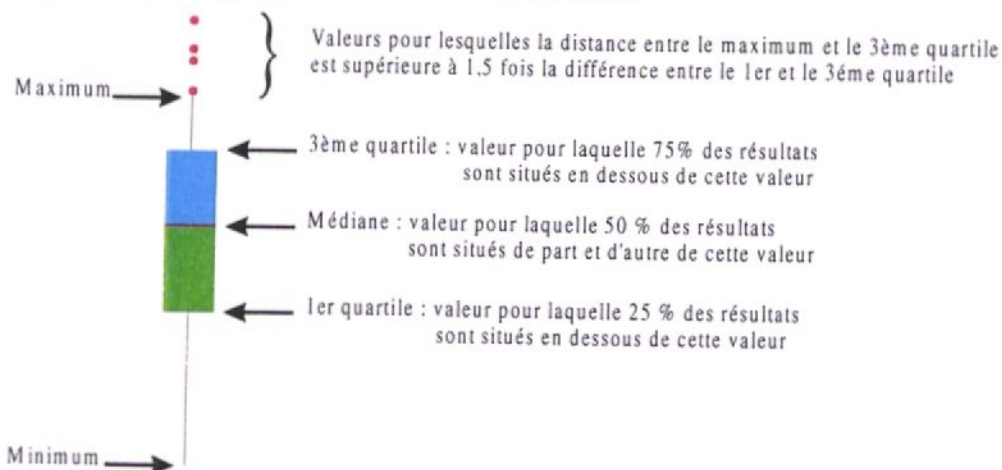 Valeurs pour lesquelles la distance entre le maximum et le 3ème quartile
est supérieure à 1,5 fois la différence entre le 1er et le 3éme quartile
Maximum
3ème quartile : valeur pour laquelle 75% des résultats
sont situés en dessous de cette valeur
Médiane : valeur pour laquelle 50 % des résultats
sont situés de part et d'autre de cette valeur
1er quartile : valeur pour laquelle 25 % des résultats
sont situés en dessous de cette valeur
Minimum